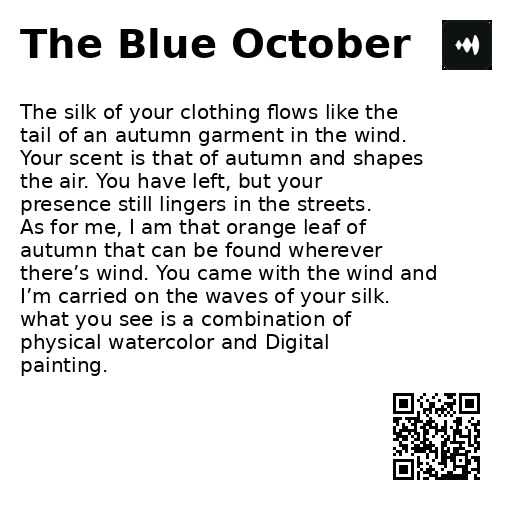 The Blue October
The silk of your clothing flows like the
tail of an autumn garment in the wind.
Your scent is that of autumn and shapes
the air. You have left, but your
presence still lingers in the streets.
As for me, I am that orange leaf of
autumn that can be found wherever
there’s wind. You came with the wind and
I’m carried on the waves of your silk.
what you see is a combination of
physical watercolor and Digital
painting.